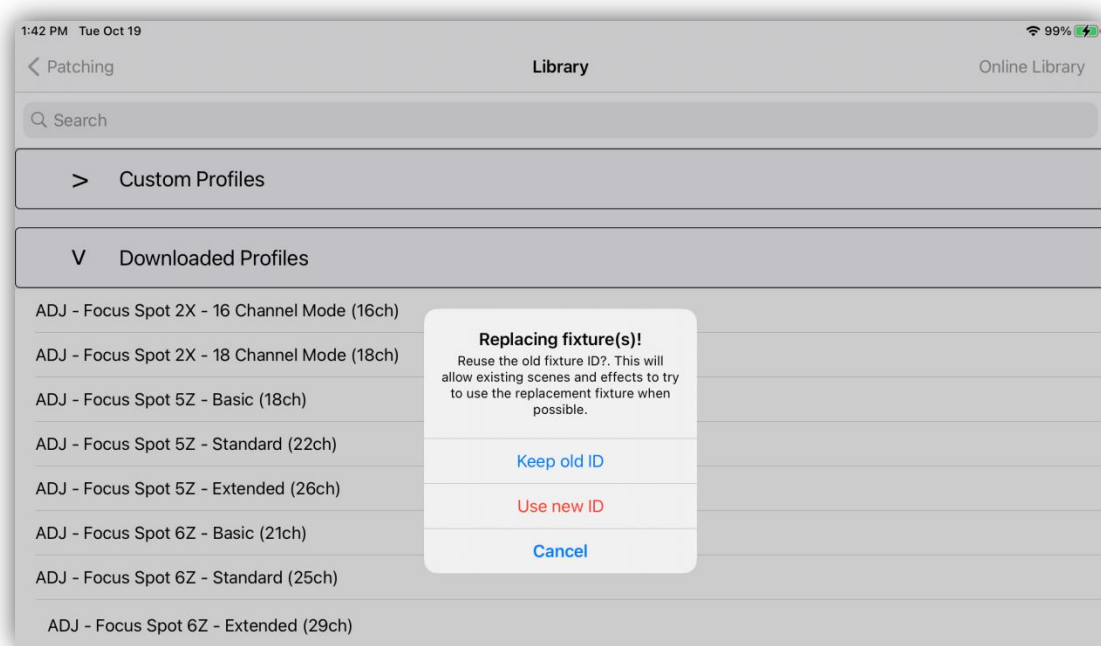 1:42 PM Tue Oct 19
99%
Patching
Library
Online Library
Search
> Custom Profiles
V Downloaded Profiles
ADJ - Focus Spot 2X - 16 Channel Mode (16ch)
ADJ - Focus Spot 2X - 18 Channel Mode (18ch)
ADJ - Focus Spot 5Z - Basic (18ch)
ADJ - Focus Spot 5Z - Standard (22ch)
ADJ - Focus Spot 5Z - Extended (26ch)
ADJ - Focus Spot 6Z - Basic (21ch)
ADJ - Focus Spot 6Z - Standard (25ch)
ADJ - Focus Spot 6Z - Extended (29ch)
Replacing fixture(s)!
Reuse the old fixture ID?. This will
allow existing scenes and effects to try
to use the replacement fixture when
possible.
Keep old ID
Use new ID
Cancel